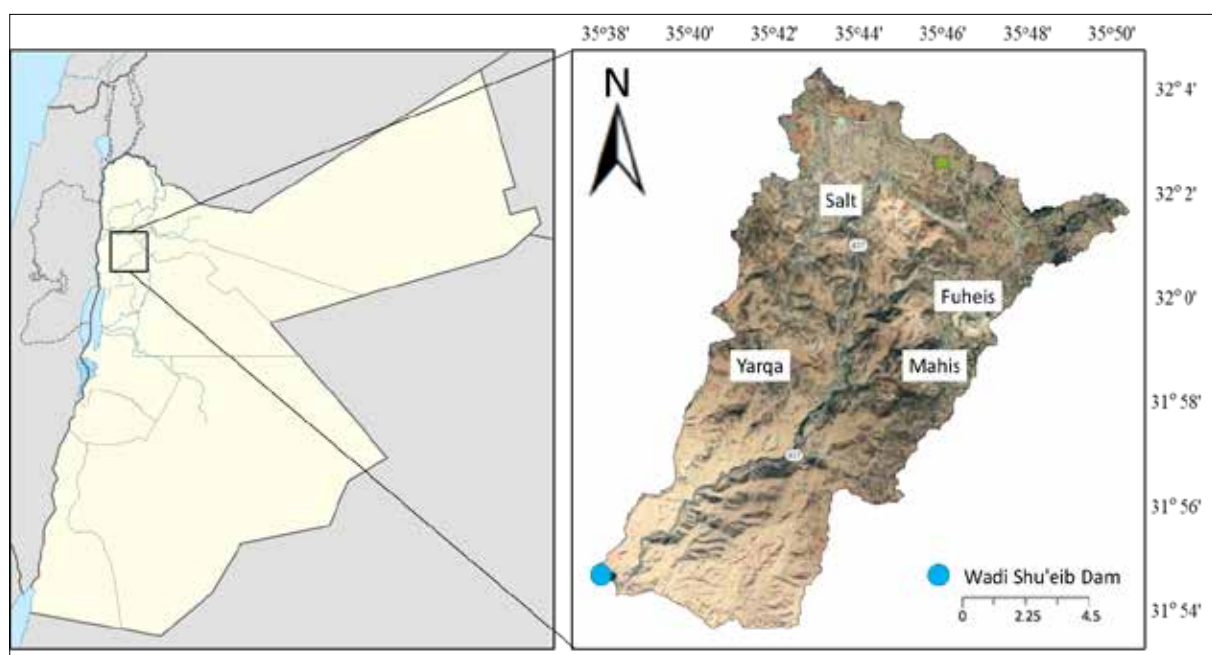 35°38' 35°40' 35°42' 35°44' 35°46' 35°48' 35°50'
N
32° 4'
Salt
32° 2'
Fuheis
32° 0'
Yarqa
Mahis
31° 58'
31° 56'
Wadi Shu'eib Dam
0 2.25 4.5
31° 54'